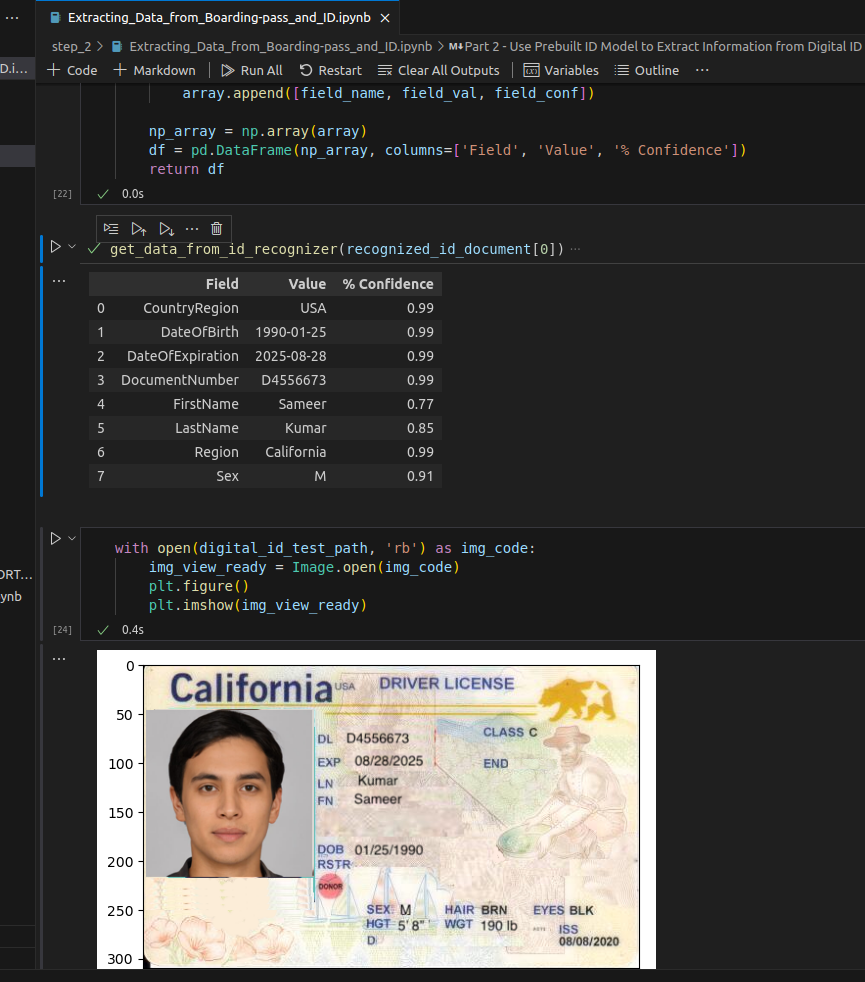 ...
Extracting_Data_from_Boarding-pass_and_ID.ipynb
D.i...
step_2 > Extracting_Data_from_Boarding-pass_and_ID.ipynb > M↓Part 2 - Use Prebuilt ID Model to Extract Information from Digital ID
+ Code + Markdown | Run All Restart Clear All Outputs | Variables Outline ...
array.append([field_name, field_val, field_conf])
np_array = np.array(array)
df = pd.DataFrame(np_array, columns=['Field', 'Value', '% Confidence'])
return df
[22] 0.0s
get_data_from_id_recognizer(recognized_id_document[0]) ...
Field Value % Confidence
0 CountryRegion USA 0.99
1 DateOfBirth 1990-01-25 0.99
2 DateOfExpiration 2025-08-28 0.99
3 DocumentNumber D4556673 0.99
4 FirstName Sameer 0.77
5 LastName Kumar 0.85
6 Region California 0.99
7 Sex M 0.91
with open(digital_id_test_path, 'rb') as img_code:
img_view_ready = Image.open(img_code)
plt.figure()
plt.imshow(img_view_ready)
ORT...
ynb
[24] 0.4s
0
50
100
150
200
250
300
California USA DRIVER LICENSE
DL D4556673 CLASS C
EXP 08/28/2025 END
LN Kumar
FN Sameer
DOB 01/25/1990
RSTR
DONOR
SEX M HAIR BRN EYES BLK
HGT 5' 8" WGT 190 lb ISS
D 08/08/2020